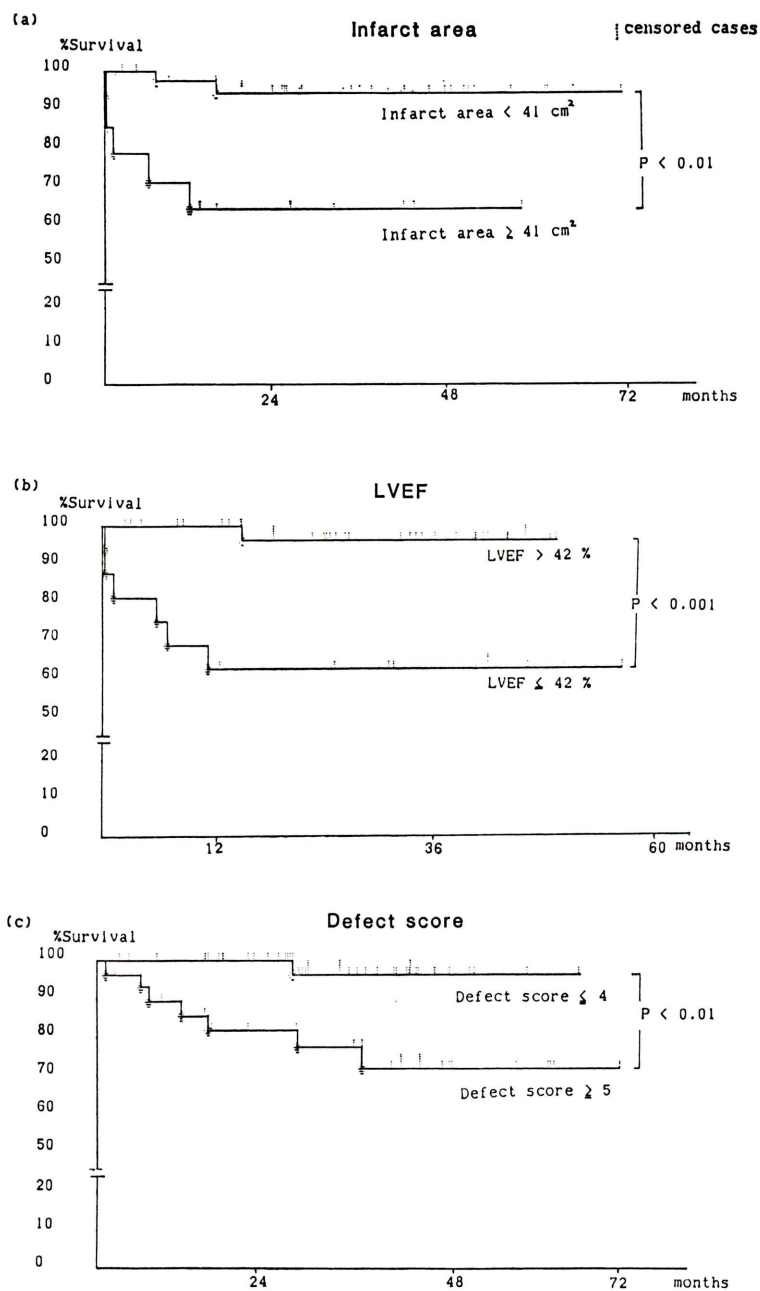 (a)
Infarct area
censored cases
%Survival
100
90
80
70
60
50
20
10
0
Infarct area < 41 cm²
P < 0.01
Infarct area ≥ 41 cm²
24 48 72 months
(b)
LVEF
%Survival
100
90
80
70
60
50
20
10
0
LVEF > 42 %
P < 0.001
LVEF ≤ 42 %
12 36 60 months
(c)
Defect score
%Survival
100
90
80
70
60
50
20
10
0
Defect score ≤ 4
P < 0.01
Defect score ≥ 5
24 48 72 months